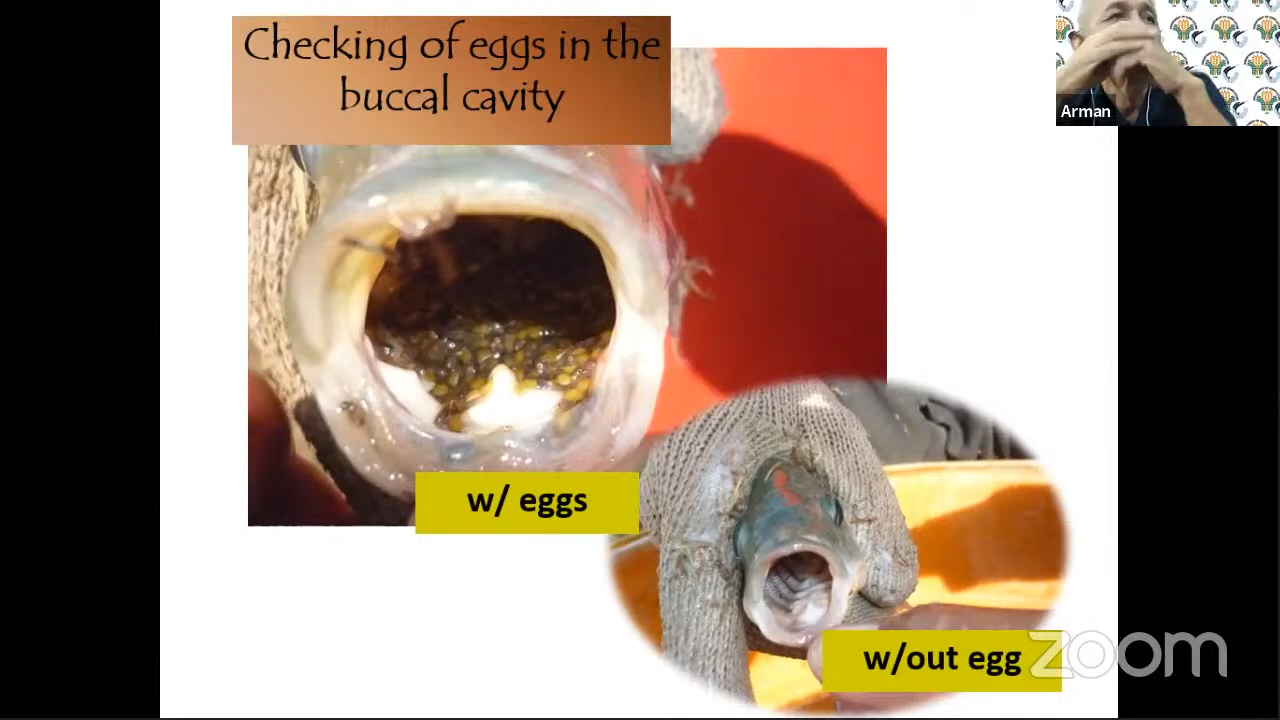 Checking of eggs in the
buccal cavity
Arman
w/ eggs
w/out egg
zoom